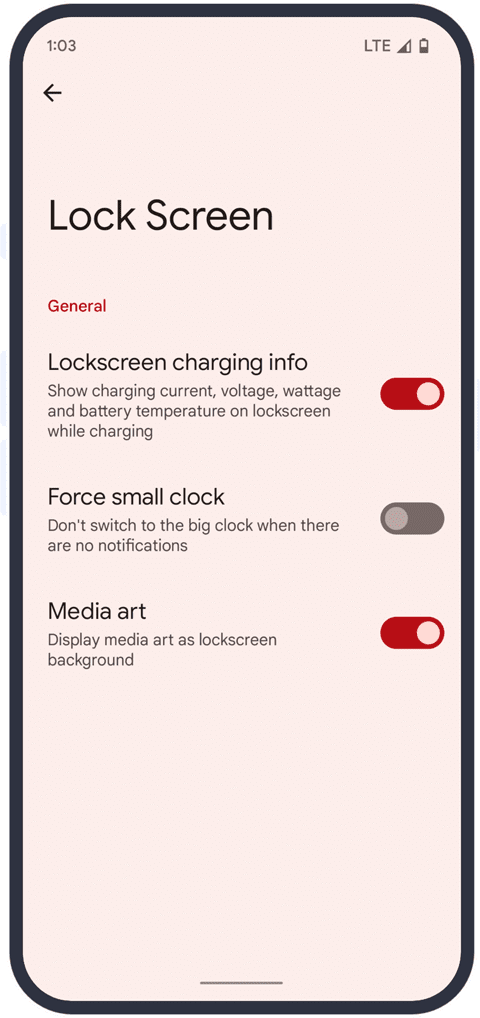 1:03 LTE
Lock Screen
General
Lockscreen charging info
Show charging current, voltage, wattage
and battery temperature on lockscreen
while charging
Force small clock
Don't switch to the big clock when there
are no notifications
Media art
Display media art as lockscreen
background